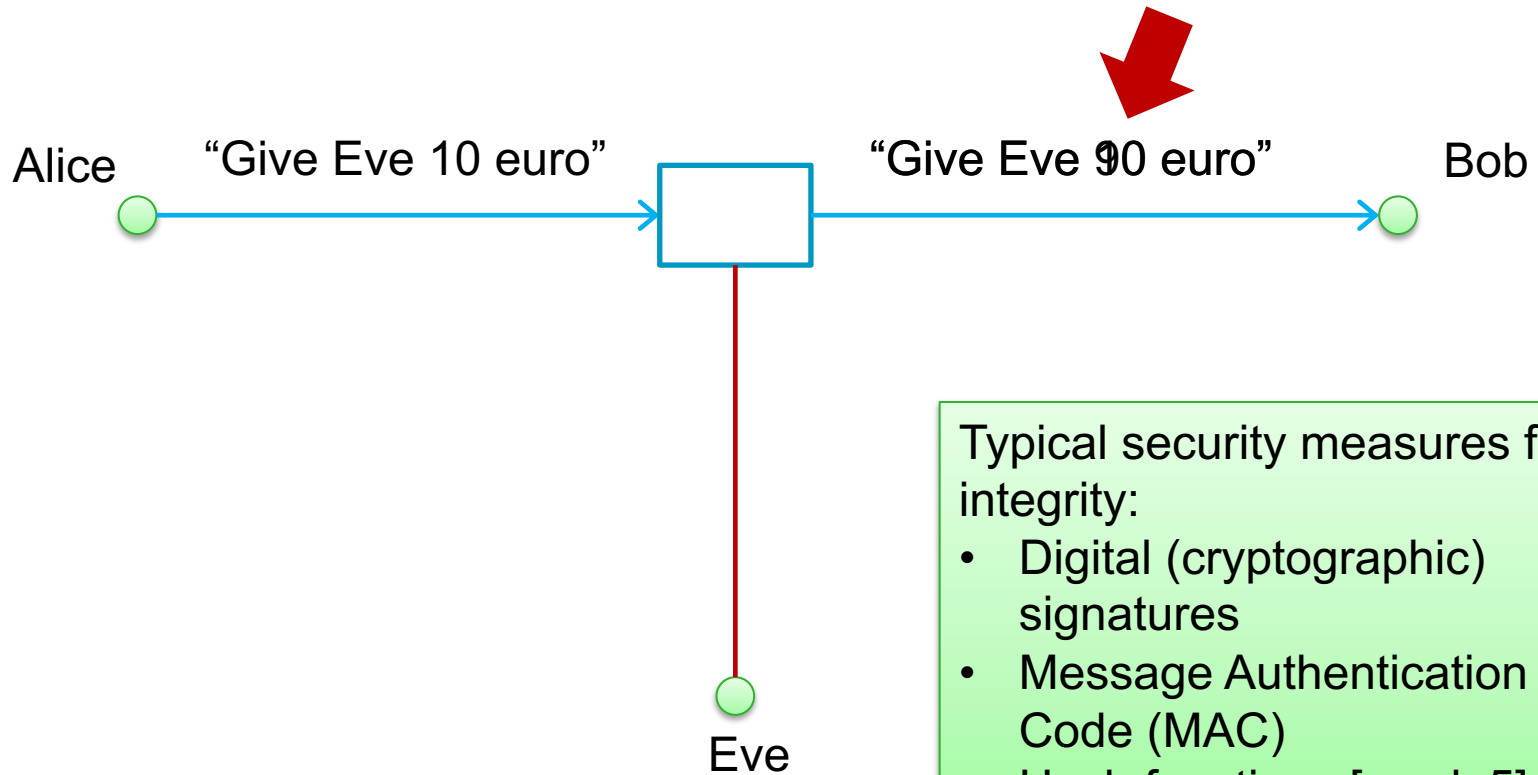 Alice
“Give Eve 10 euro”
“Give Eve 90 euro”
Bob
Typical security measures f
integrity:
• Digital (cryptographic)
signatures
• Message Authentication
Code (MAC)
Eve